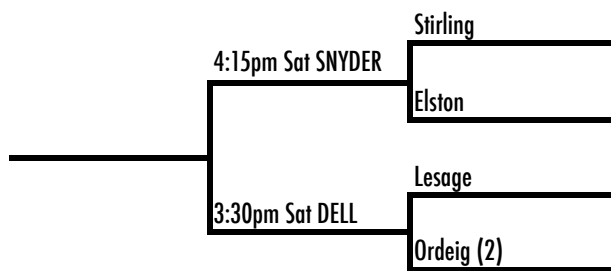 Stirling
4:15pm Sat SNYDER
Elston
Lesage
3:30pm Sat DELL
Ordeig (2)